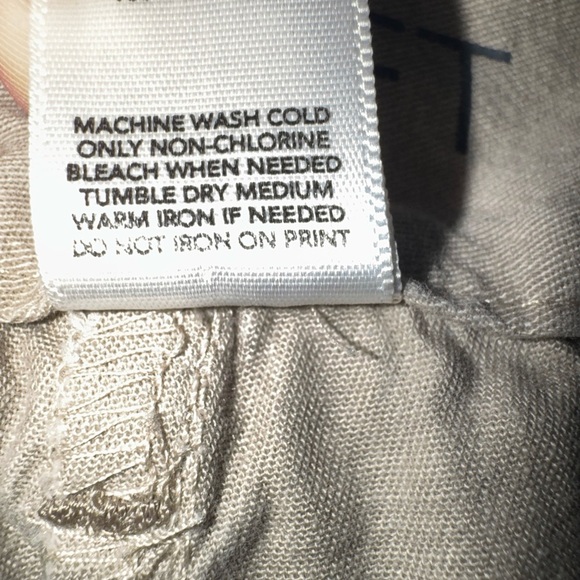 MACHINE WASH COLD
ONLY NON-CHLORINE
BLEACH WHEN NEEDED
TUMBLE DRY MEDIUM
WARM IRON IF NEEDED
DO NOT IRON ON PRINT